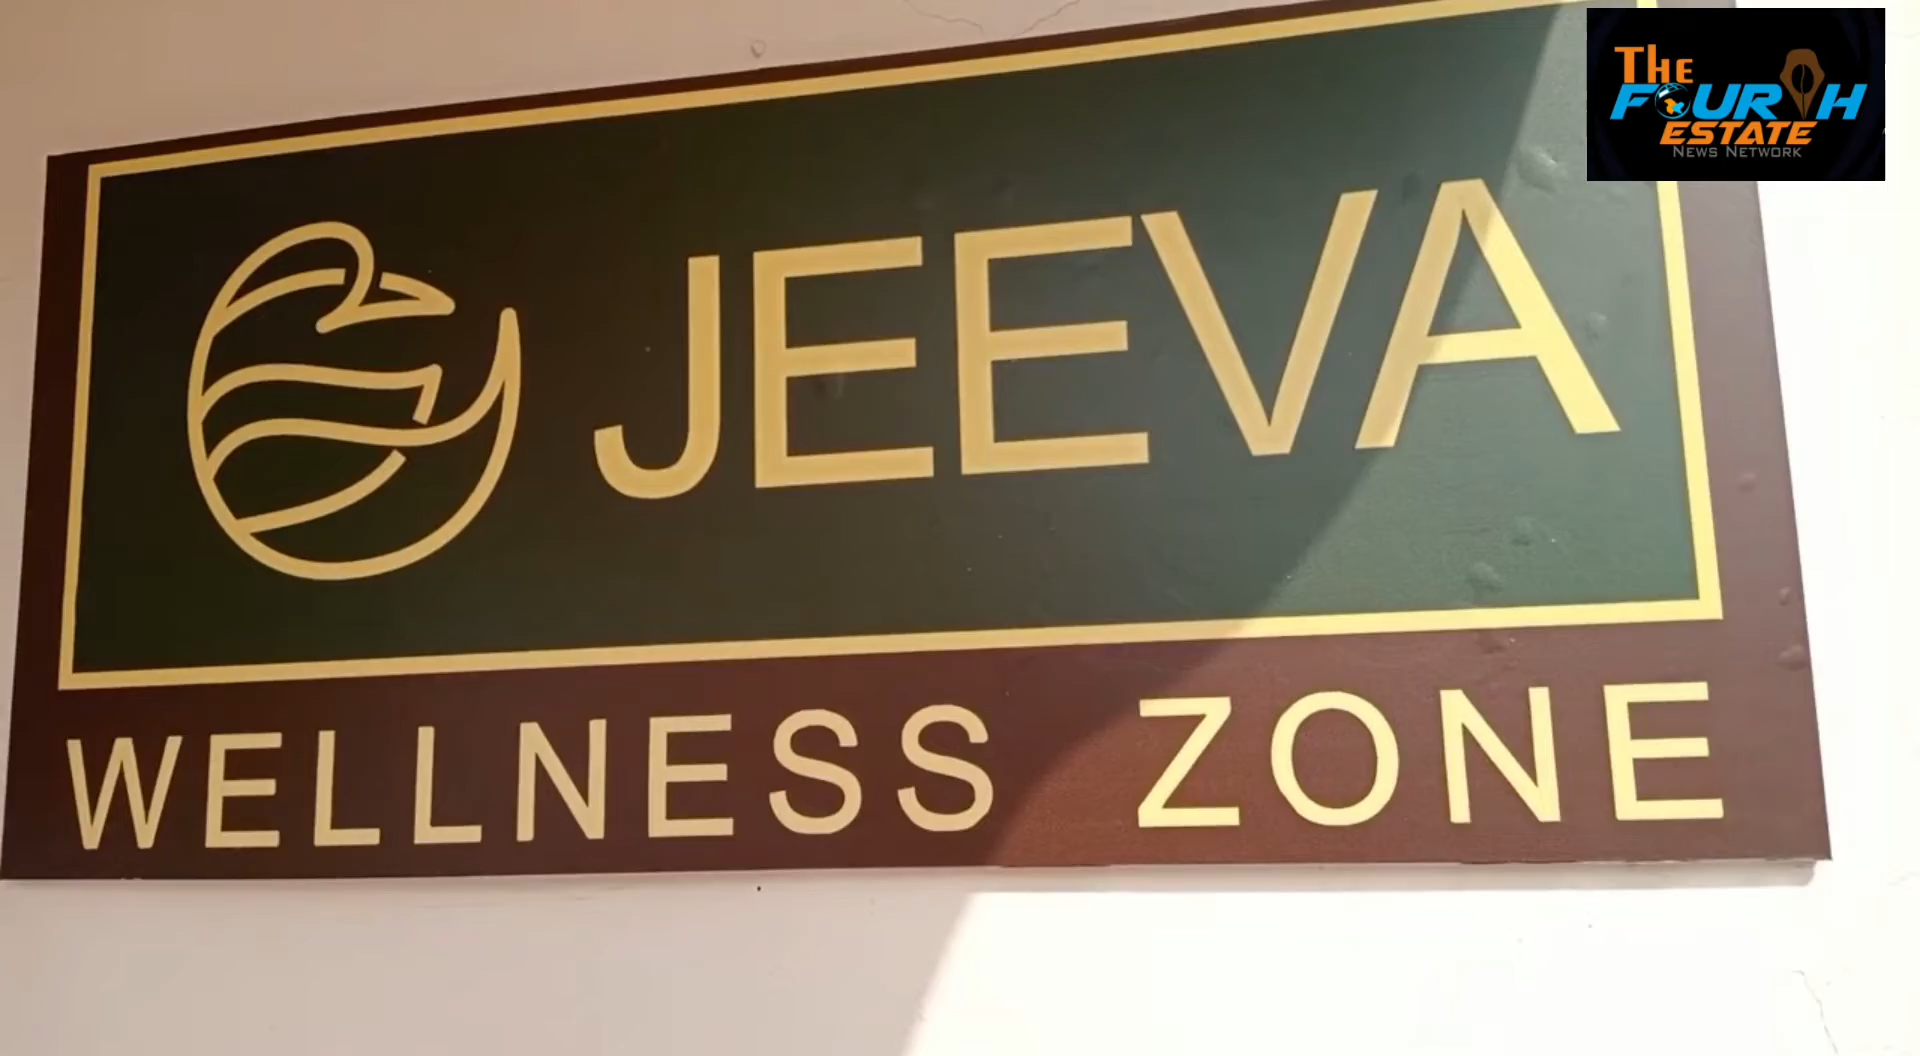 THE
FOURTH
ESTATE
NEWS NETWORK
JEEVA
WELLNESS ZONE